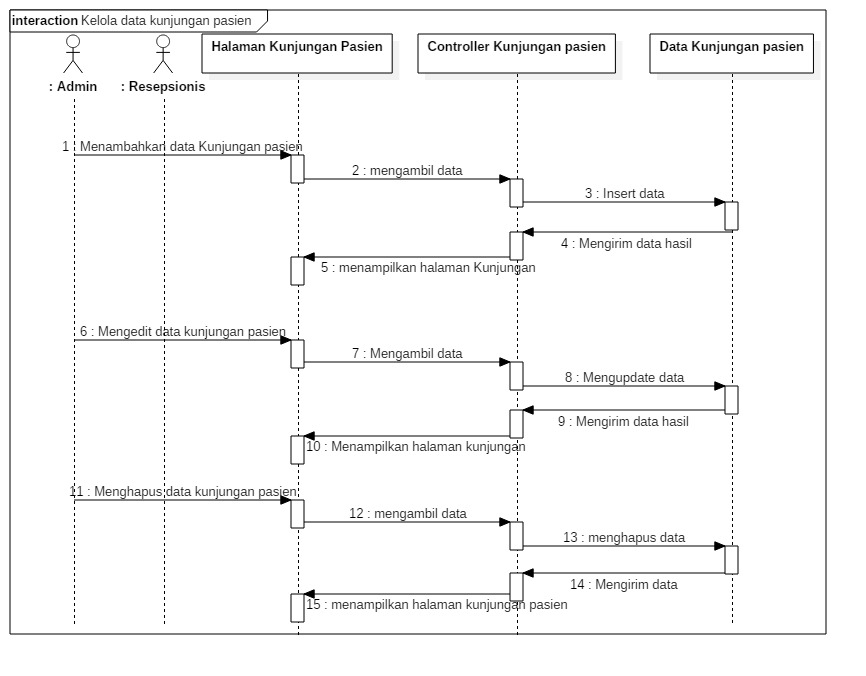 interaction Kelola data kunjungan pasien
Halaman Kunjungan Pasien
Controller Kunjungan pasien
Data Kunjungan pasien
: Admin
: Resepsionis
1 : Menambahkan data Kunjungan pasien
2 : mengambil data
3 : Insert data
4 : Mengirim data hasil
5 : menampilkan halaman Kunjungan
6 : Mengedit data kunjungan pasien
7 : Mengambil data
8 : Mengupdate data
9 : Mengirim data hasil
10 : Menampilkan halaman kunjungan
11 : Menghapus data kunjungan pasien
12 : mengambil data
13 : menghapus data
14 : Mengirim data
15 : menampilkan halaman kunjungan pasien